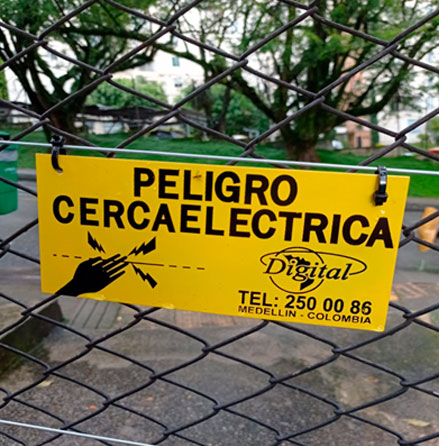 PELIGRO
CERCAELECTRICA
Digital
TEL: 250 00 86
MEDELLIN - COLOMBIA